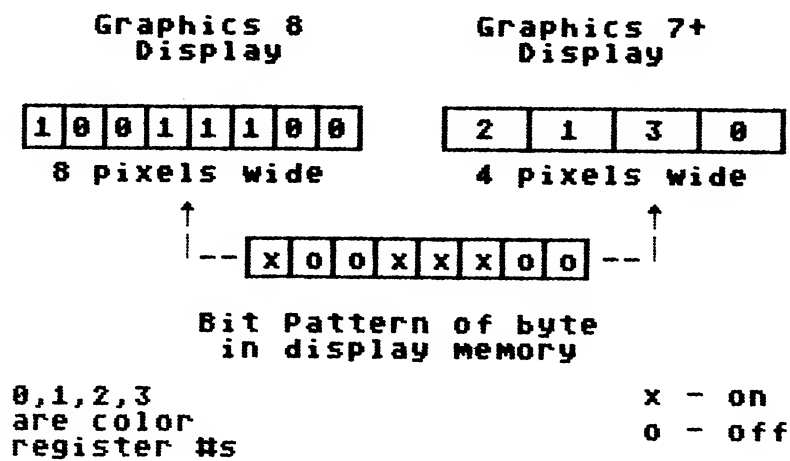 Graphics 8
Display
Graphics 7+
Display
1 0 0 1 1 1 0 0
2 1 3 0
8 pixels wide
4 pixels wide
x o o x x x o o
Bit Pattern of byte
in display memory
0,1,2,3
are color
register #s
x - on
o - off